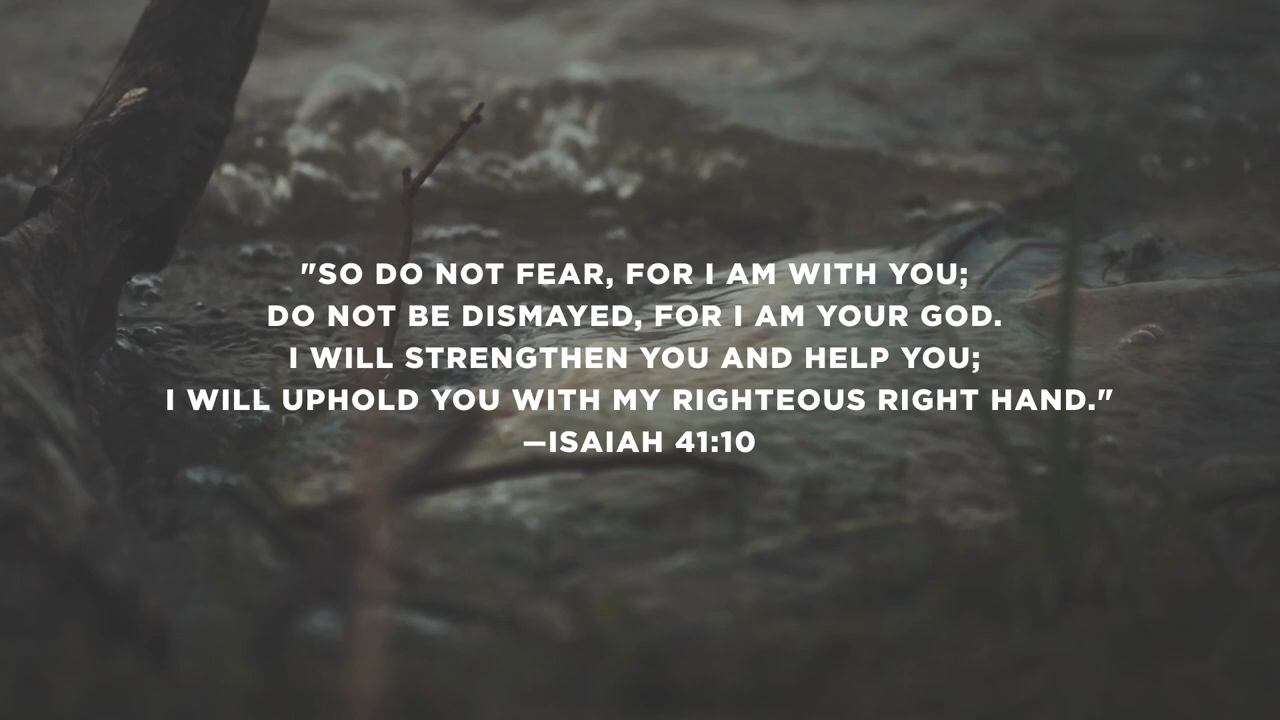 "SO DO NOT FEAR, FOR I AM WITH YOU;
DO NOT BE DISMAYED, FOR I AM YOUR GOD.
I WILL STRENGTHEN YOU AND HELP YOU;
I WILL UPHOLD YOU WITH MY RIGHTEOUS RIGHT HAND."
—ISAIAH 41:10